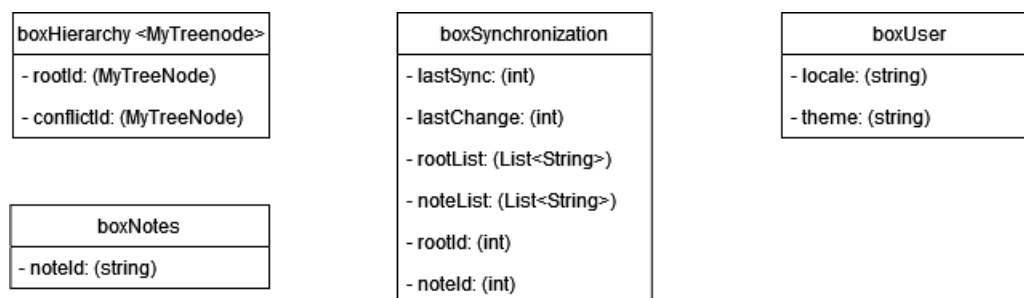 boxHierarchy <MyTreenode>
- rootId: (MyTreeNode)
- conflictId: (MyTreeNode)
boxNotes
- noteId: (string)
boxSynchronization
- lastSync: (int)
- lastChange: (int)
- rootList: (List<String>)
- noteList: (List<String>)
- rootId: (int)
- noteId: (int)
boxUser
- locale: (string)
- theme: (string)